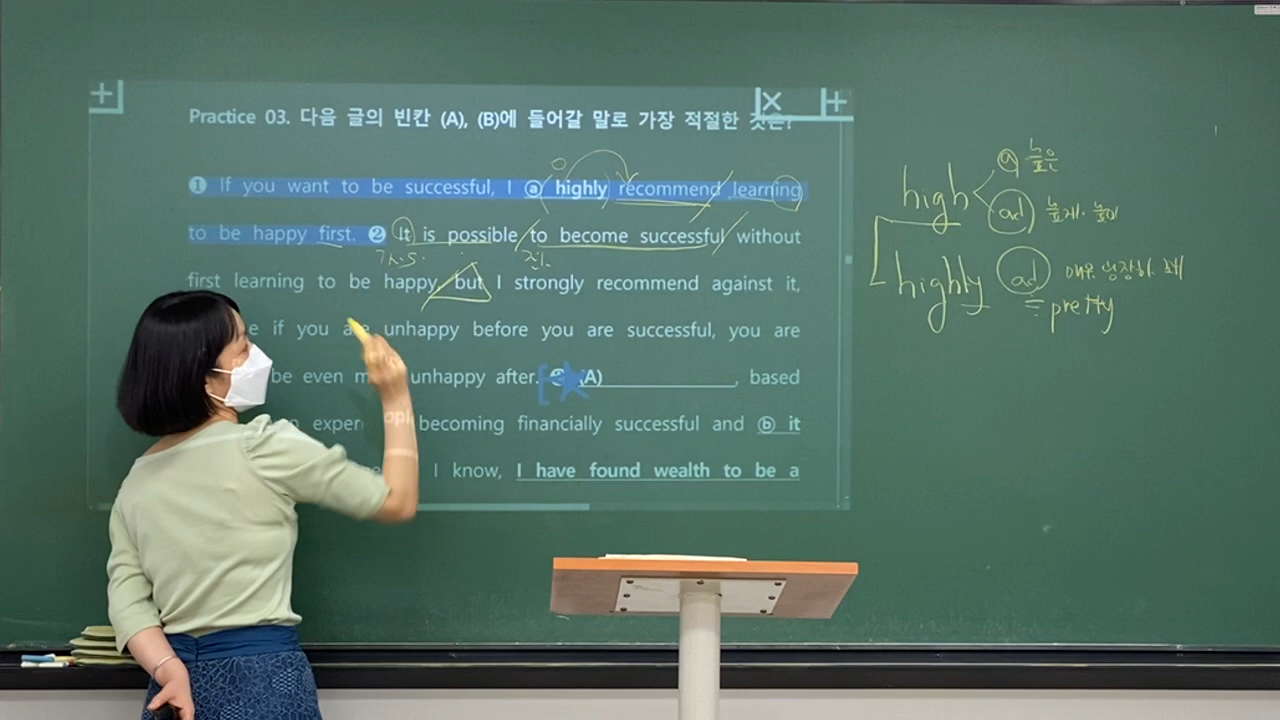 Practice 03. 다음 글의 빈칸 (A), (B)에 들어갈 말로 가장 적절한 것은?
❶ If you want to be successful, I ⓐ highly recommend learning
to be happy first. ❷ It is possible to become successful without
first learning to be happy, but I strongly recommend against it,
e if you are unhappy before you are successful, you are
be even m unhappy after. (A) , based
n exper becoming financially successful and ⓑ it
I know, I have found wealth to be a
high ⓐ 높은
ad 높게. 높이
highly ad 매우. 굉장히. 꽤
= pretty
가.S. 진.S.